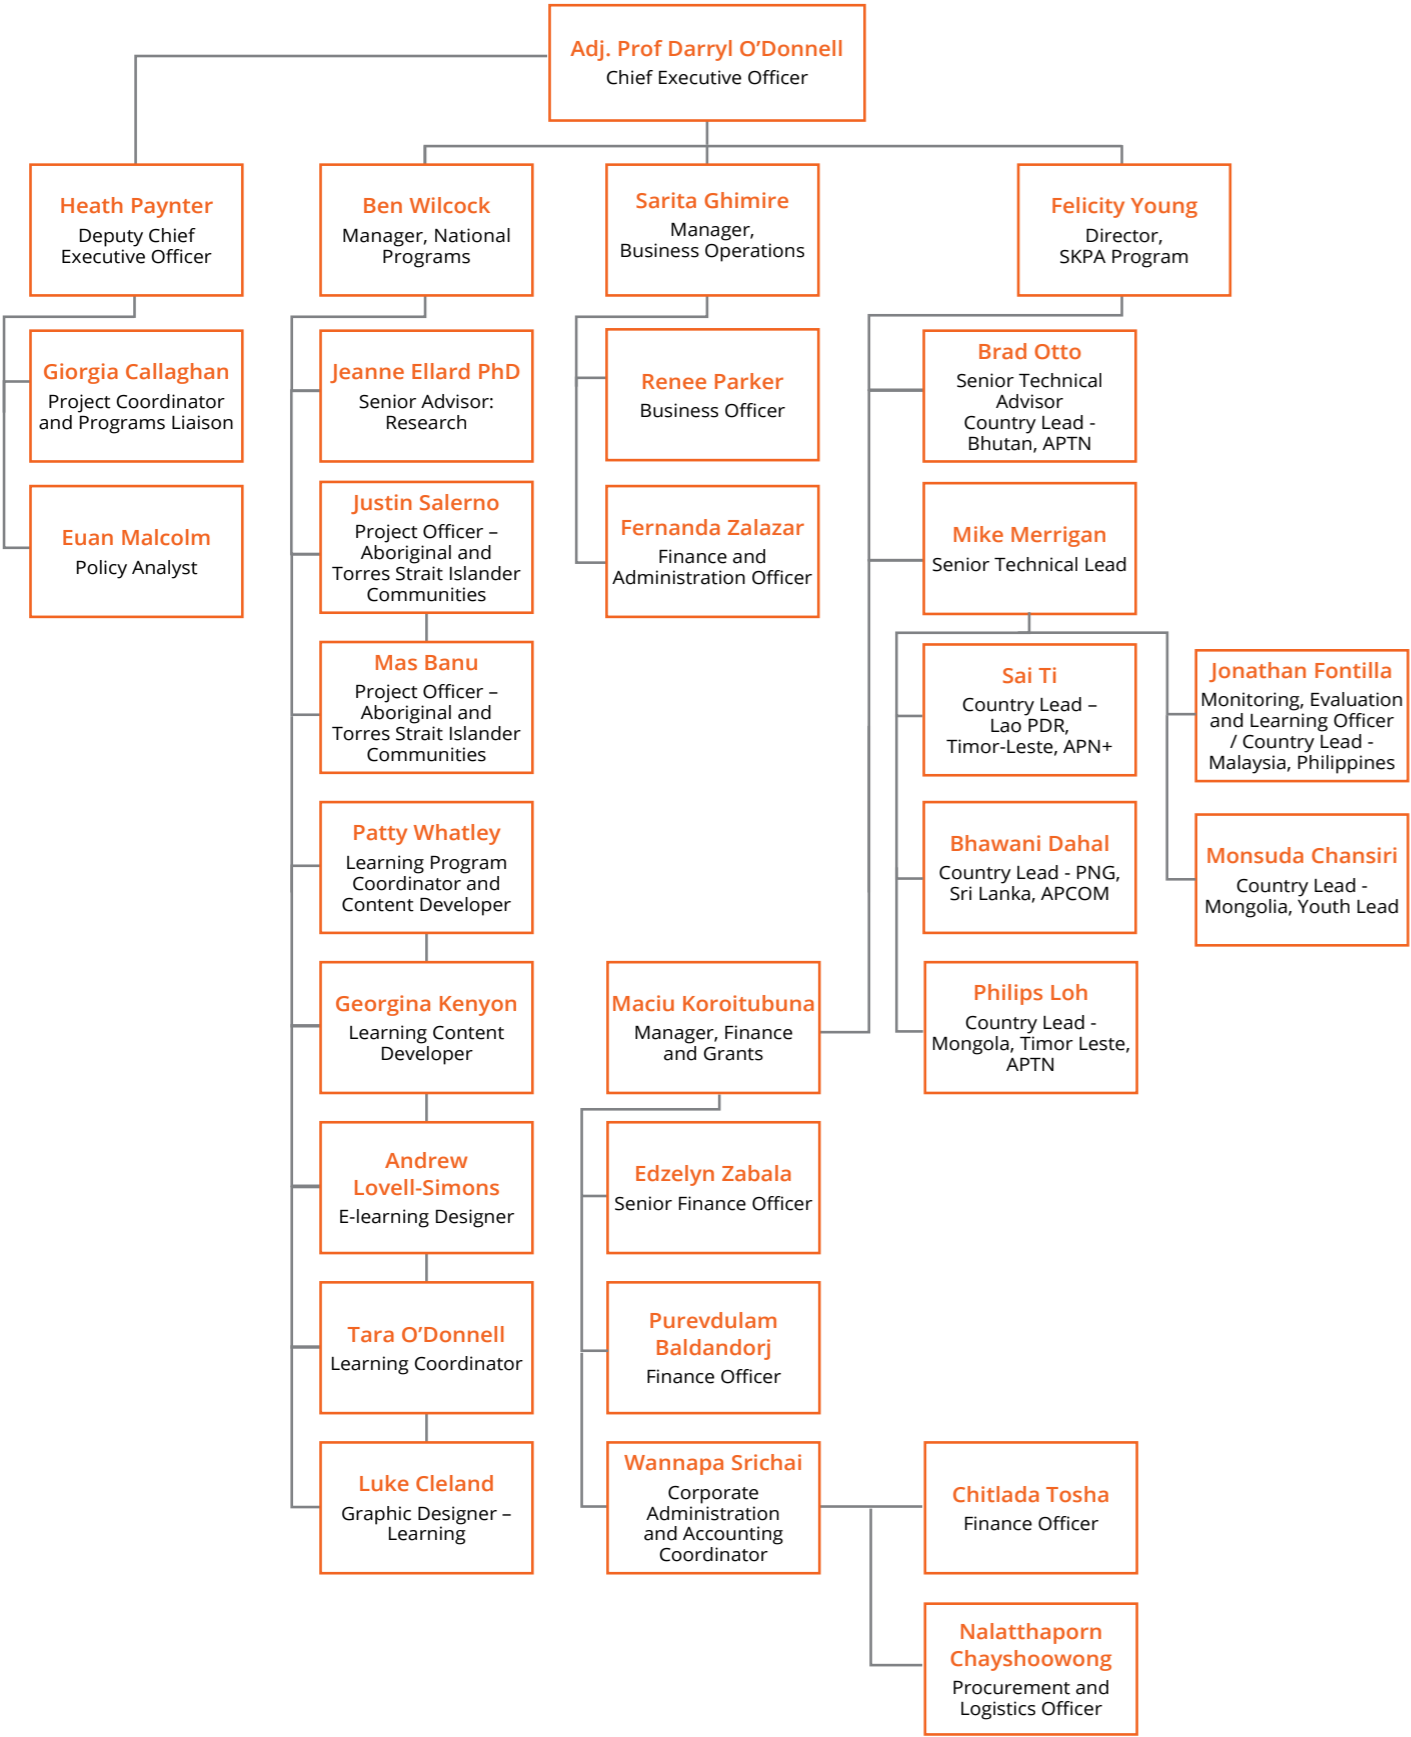 Adj. Prof Darryl O’Donnell
Chief Executive Officer
Heath Paynter
Deputy Chief
Executive Officer
Ben Wilcock
Manager, National
Programs
Sarita Ghimire
Manager,
Business Operations
Felicity Young
Director,
SKPA Program
Giorgia Callaghan
Project Coordinator
and Programs Liaison
Euan Malcolm
Policy Analyst
Jeanne Ellard PhD
Senior Advisor:
Research
Justin Salerno
Project Officer –
Aboriginal and
Torres Strait Islander
Communities
Mas Banu
Project Officer –
Aboriginal and
Torres Strait Islander
Communities
Patty Whatley
Learning Program
Coordinator and
Content Developer
Georgina Kenyon
Learning Content
Developer
Andrew
Lovell-Simons
E-learning Designer
Tara O’Donnell
Learning Coordinator
Luke Cleland
Graphic Designer –
Learning
Renee Parker
Business Officer
Fernanda Zalazar
Finance and
Administration Officer
Brad Otto
Senior Technical
Advisor
Country Lead -
Bhutan, APTN
Mike Merrigan
Senior Technical Lead
Sai Ti
Country Lead –
Lao PDR,
Timor-Leste, APN+
Bhawani Dahal
Country Lead - PNG,
Sri Lanka, APCOM
Philips Loh
Country Lead -
Mongola, Timor Leste,
APTN
Jonathan Fontilla
Monitoring, Evaluation
and Learning Officer
/ Country Lead -
Malaysia, Philippines
Monsuda Chansiri
Country Lead -
Mongolia, Youth Lead
Maciu Koroitubuna
Manager, Finance
and Grants
Edzelyn Zabala
Senior Finance Officer
Purevdulam
Baldandorj
Finance Officer
Wannapa Srichai
Corporate
Administration
and Accounting
Coordinator
Chitlada Tosha
Finance Officer
Nalatthaporn
Chayshoowong
Procurement and
Logistics Officer